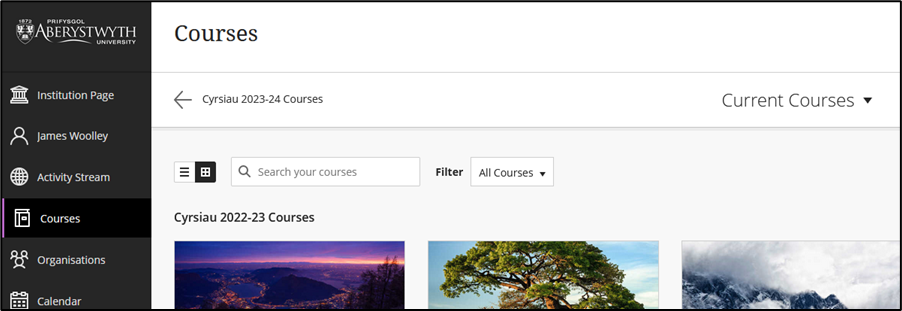 1872
PRIFYSGOL
ABERYSTWYTH
UNIVERSITY
Institution Page
James Woolley
Activity Stream
Courses
Organisations
Calendar
Courses
Cyrsiau 2023-24 Courses
Current Courses
Search your courses
Filter
All Courses
Cyrsiau 2022-23 Courses